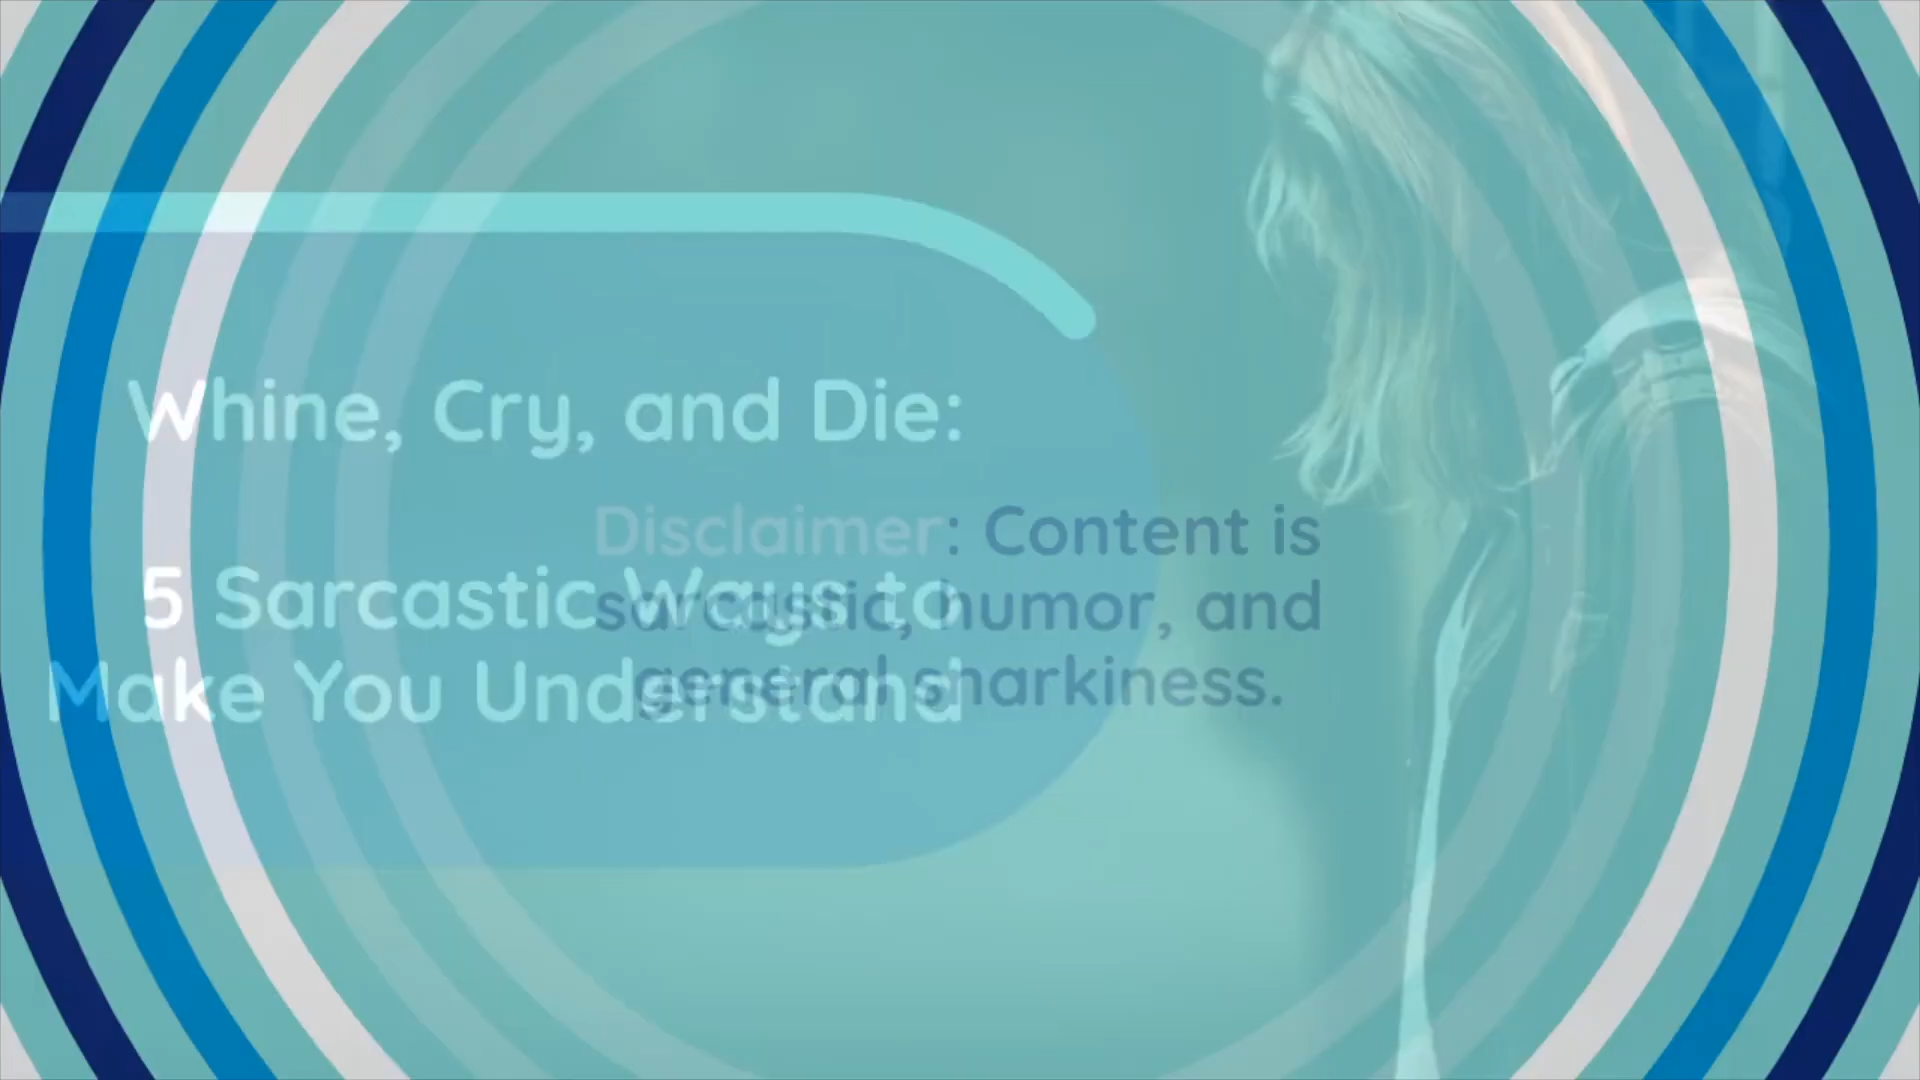 Whine, Cry, and Die:
5 Sarcastic Ways to
Make You Understand
Disclaimer: Content is
sarcastic, humor, and
general snarkiness.